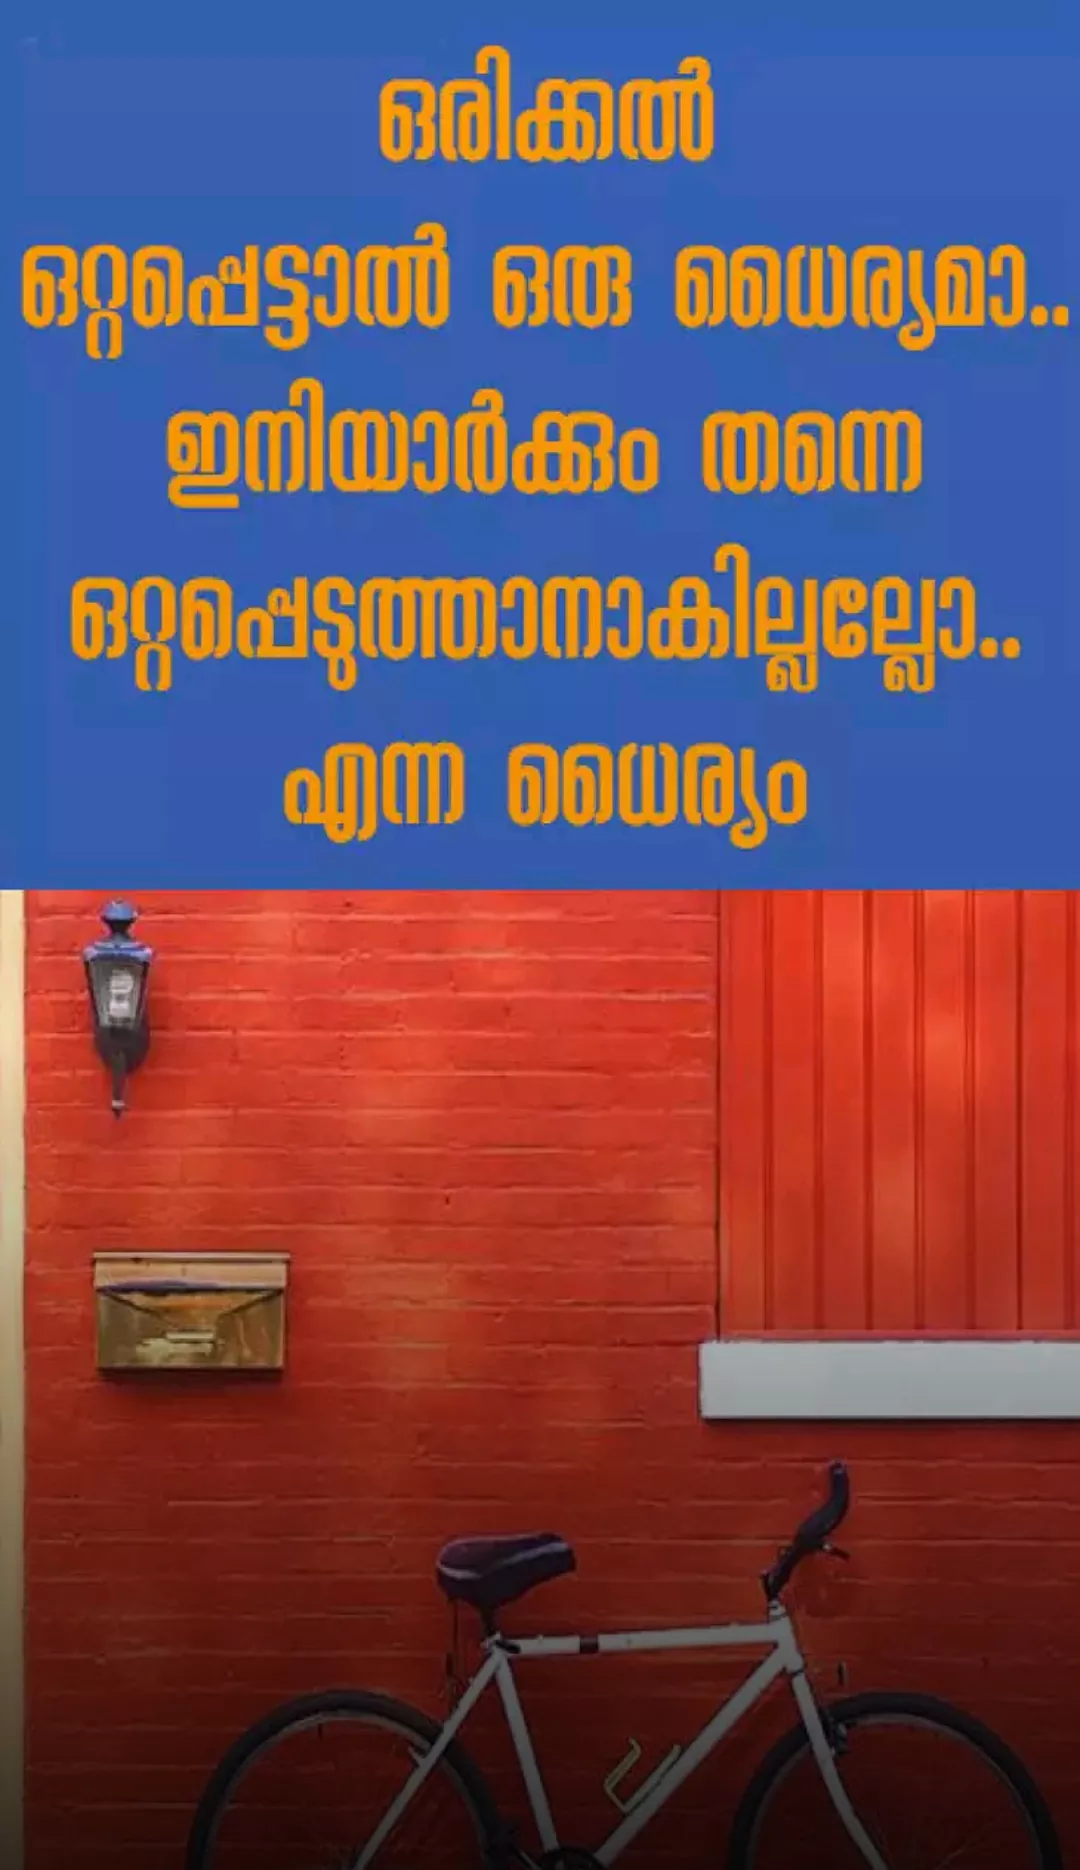 ഒരിക്കൽ
ഒറ്റപ്പെട്ടാൽ ഒരു ധൈര്യമാ..
ഇനിയാർക്കും തന്നെ
ഒറ്റപ്പെടുത്താനാകില്ലല്ലോ..
എന്ന ധൈര്യം